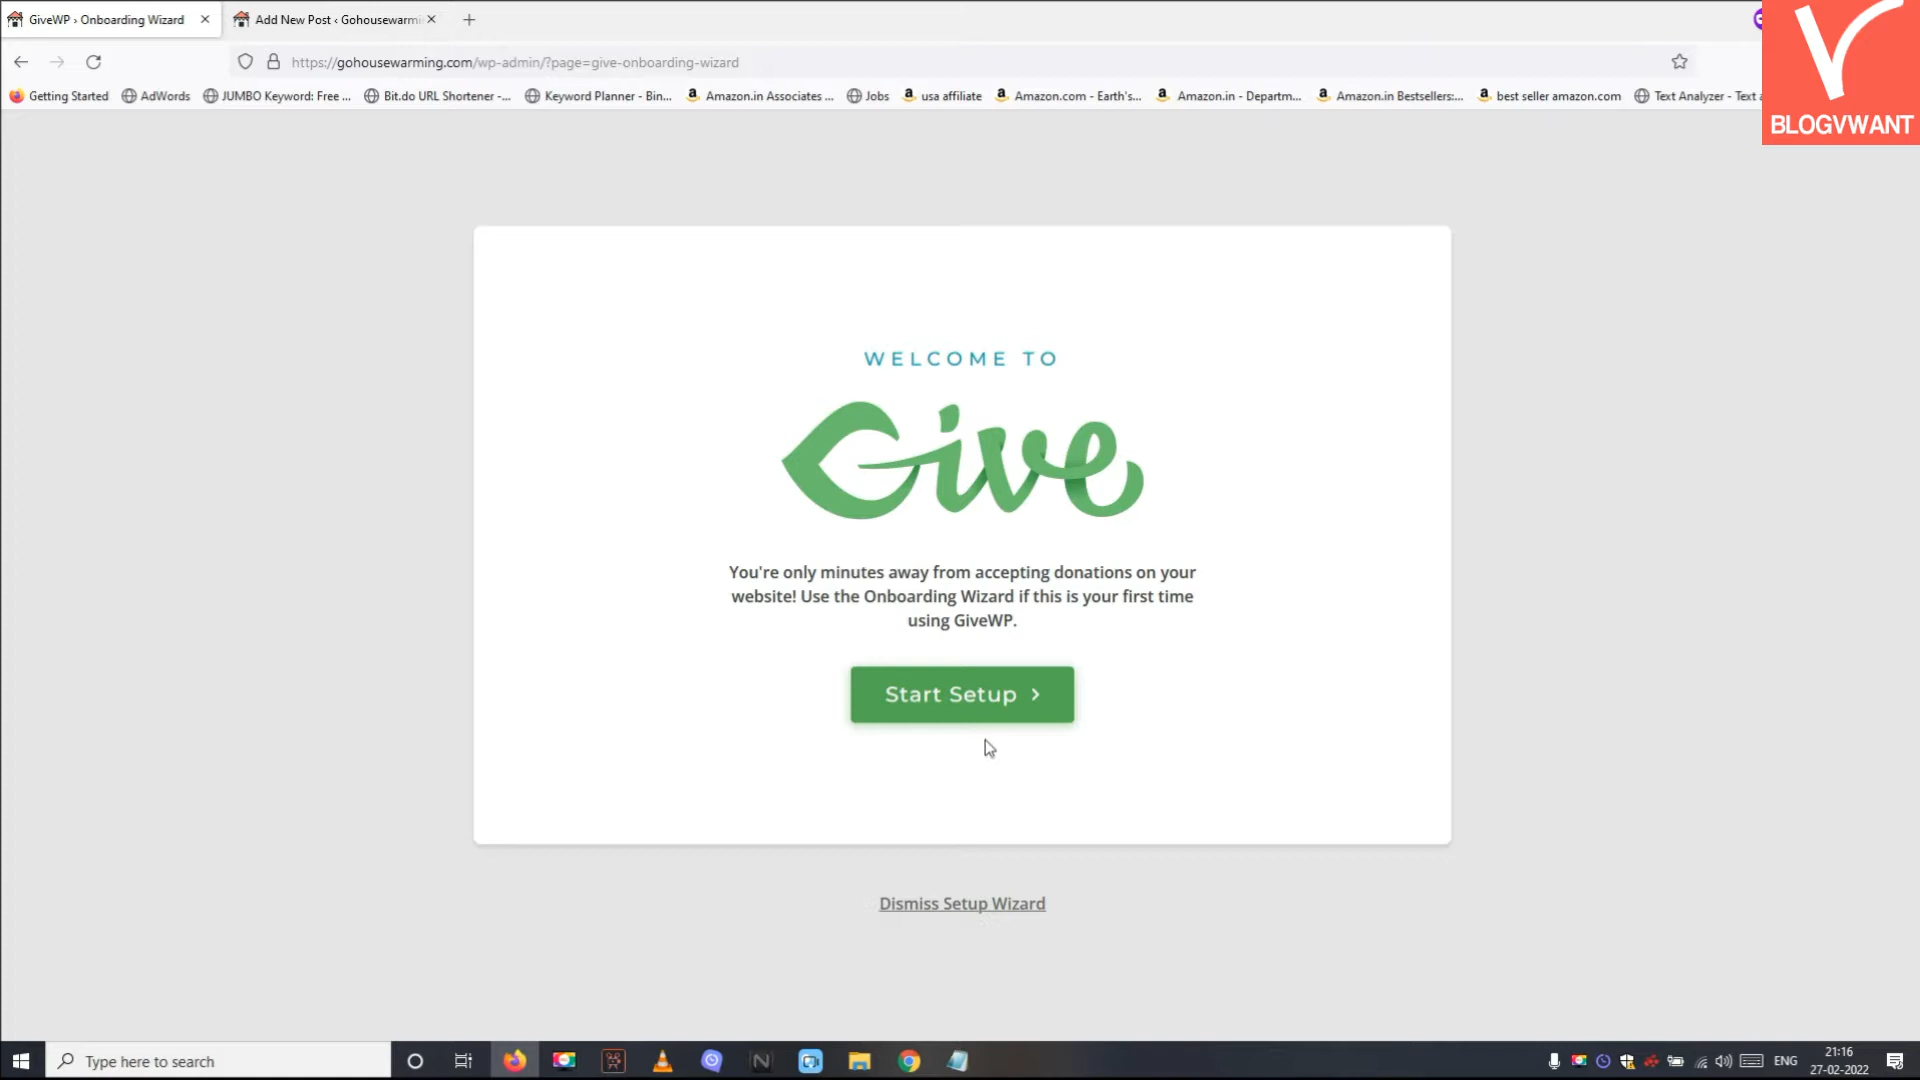 GiveWP › Onboarding Wizard
Add New Post ‹ Gohousewarmi
https://gohousewarming.com/wp-admin/?page=give-onboarding-wizard
Getting Started
AdWords
JUMBO Keyword: Free ...
Bit.do URL Shortener -...
Keyword Planner - Bin...
Amazon.in Associates ...
Jobs
usa affiliate
Amazon.com - Earth's...
Amazon.in - Departm...
Amazon.in Bestsellers:...
best seller amazon.com
Text Analyzer - Text a
BLOGVWANT
WELCOME TO
Give
You're only minutes away from accepting donations on your
website! Use the Onboarding Wizard if this is your first time
using GiveWP.
Start Setup
Dismiss Setup Wizard
Type here to search
ENG
21:16
27-02-2022